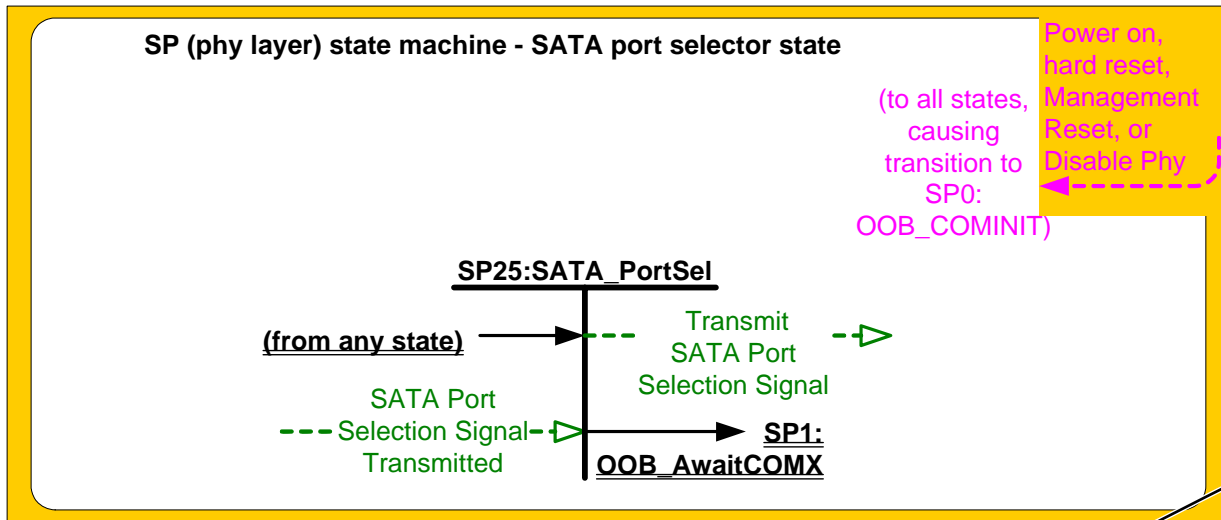 SP (phy layer) state machine - SATA port selector state
Power on,
hard reset,
Management
Reset, or
Disable Phy
(to all states,
causing
transition to
SP0:
OOB_COMINIT)
SP25:SATA_PortSel
(from any state)
Transmit
SATA Port
Selection Signal
SATA Port
Selection Signal
Transmitted
SP1:
OOB_AwaitCOMX